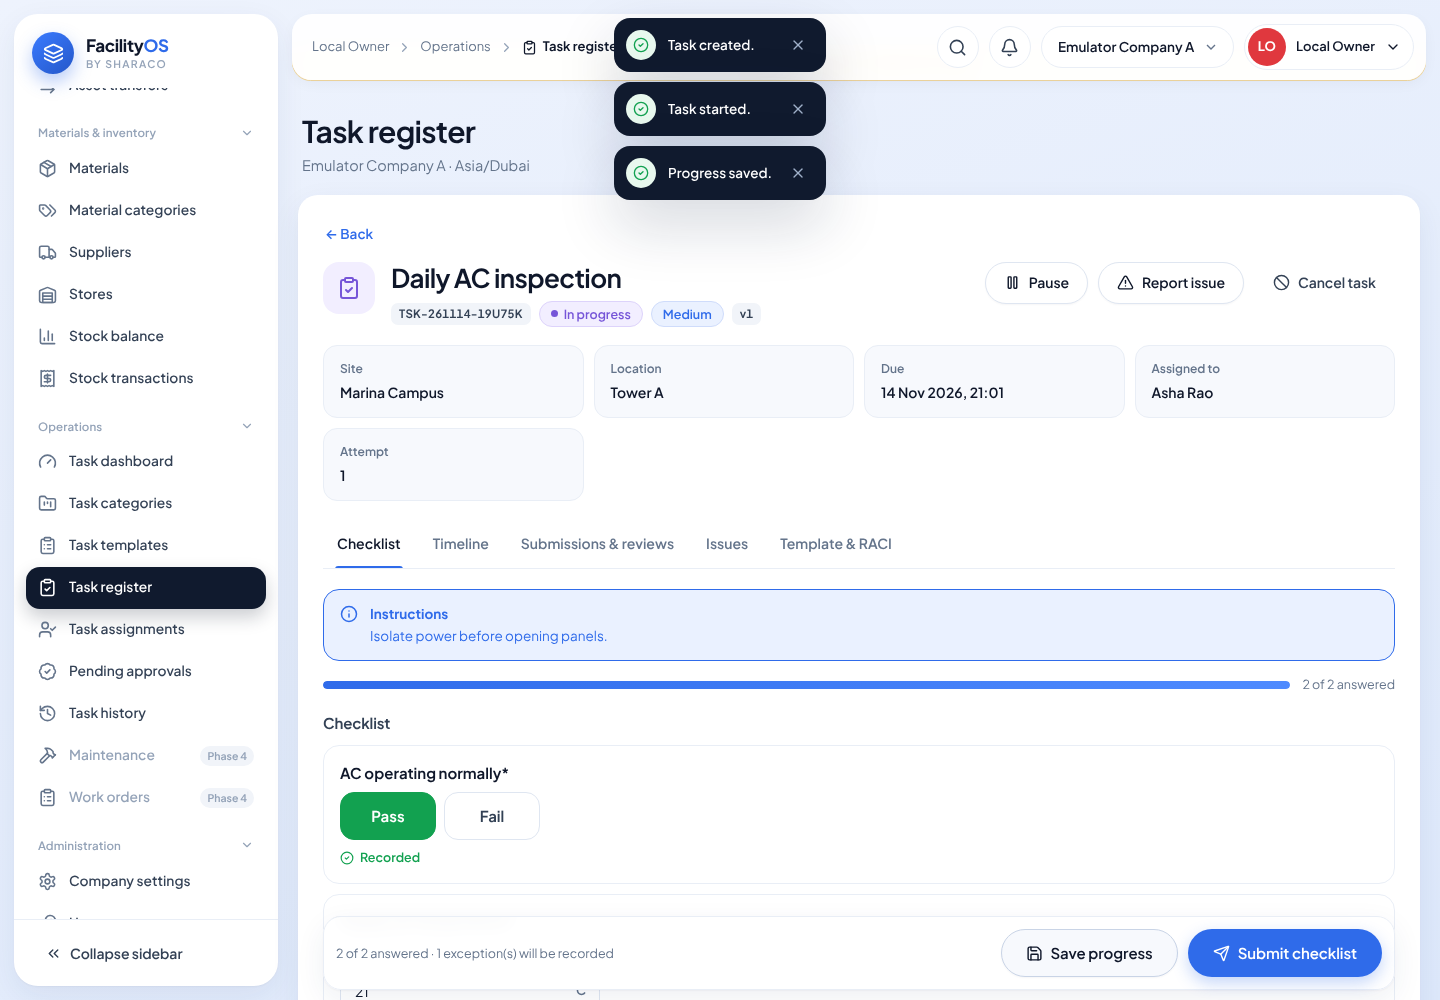 FacilityOS
BY SHARACO
Asset transfers
Materials & inventory
Materials
Material categories
Suppliers
Stores
Stock balance
Stock transactions
Operations
Task dashboard
Task categories
Task templates
Task register
Task assignments
Pending approvals
Task history
Maintenance Phase 4
Work orders Phase 4
Administration
Company settings
Collapse sidebar
Local Owner > Operations > Task registe
Emulator Company A
LO Local Owner
Task created.
Task started.
Progress saved.
Task register
Emulator Company A · Asia/Dubai
← Back
Daily AC inspection
TSK-261114-19U75K In progress Medium v1
Pause Report issue Cancel task
Site
Marina Campus
Location
Tower A
Due
14 Nov 2026, 21:01
Assigned to
Asha Rao
Attempt
1
Checklist Timeline Submissions & reviews Issues Template & RACI
Instructions
Isolate power before opening panels.
2 of 2 answered
Checklist
AC operating normally*
Pass Fail
Recorded
2 of 2 answered · 1 exception(s) will be recorded
Save progress Submit checklist
21 C